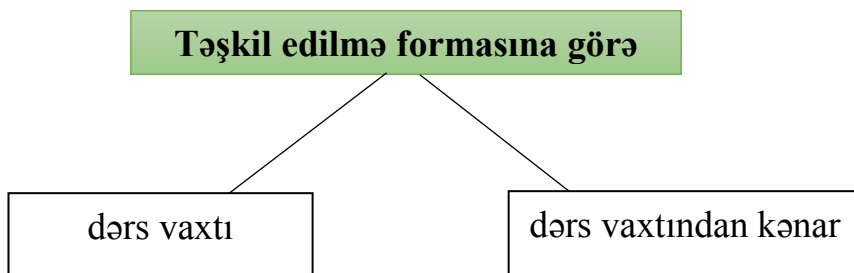 Təşkil edilmə formasına görə
dərs vaxtı
dərs vaxtından kənar